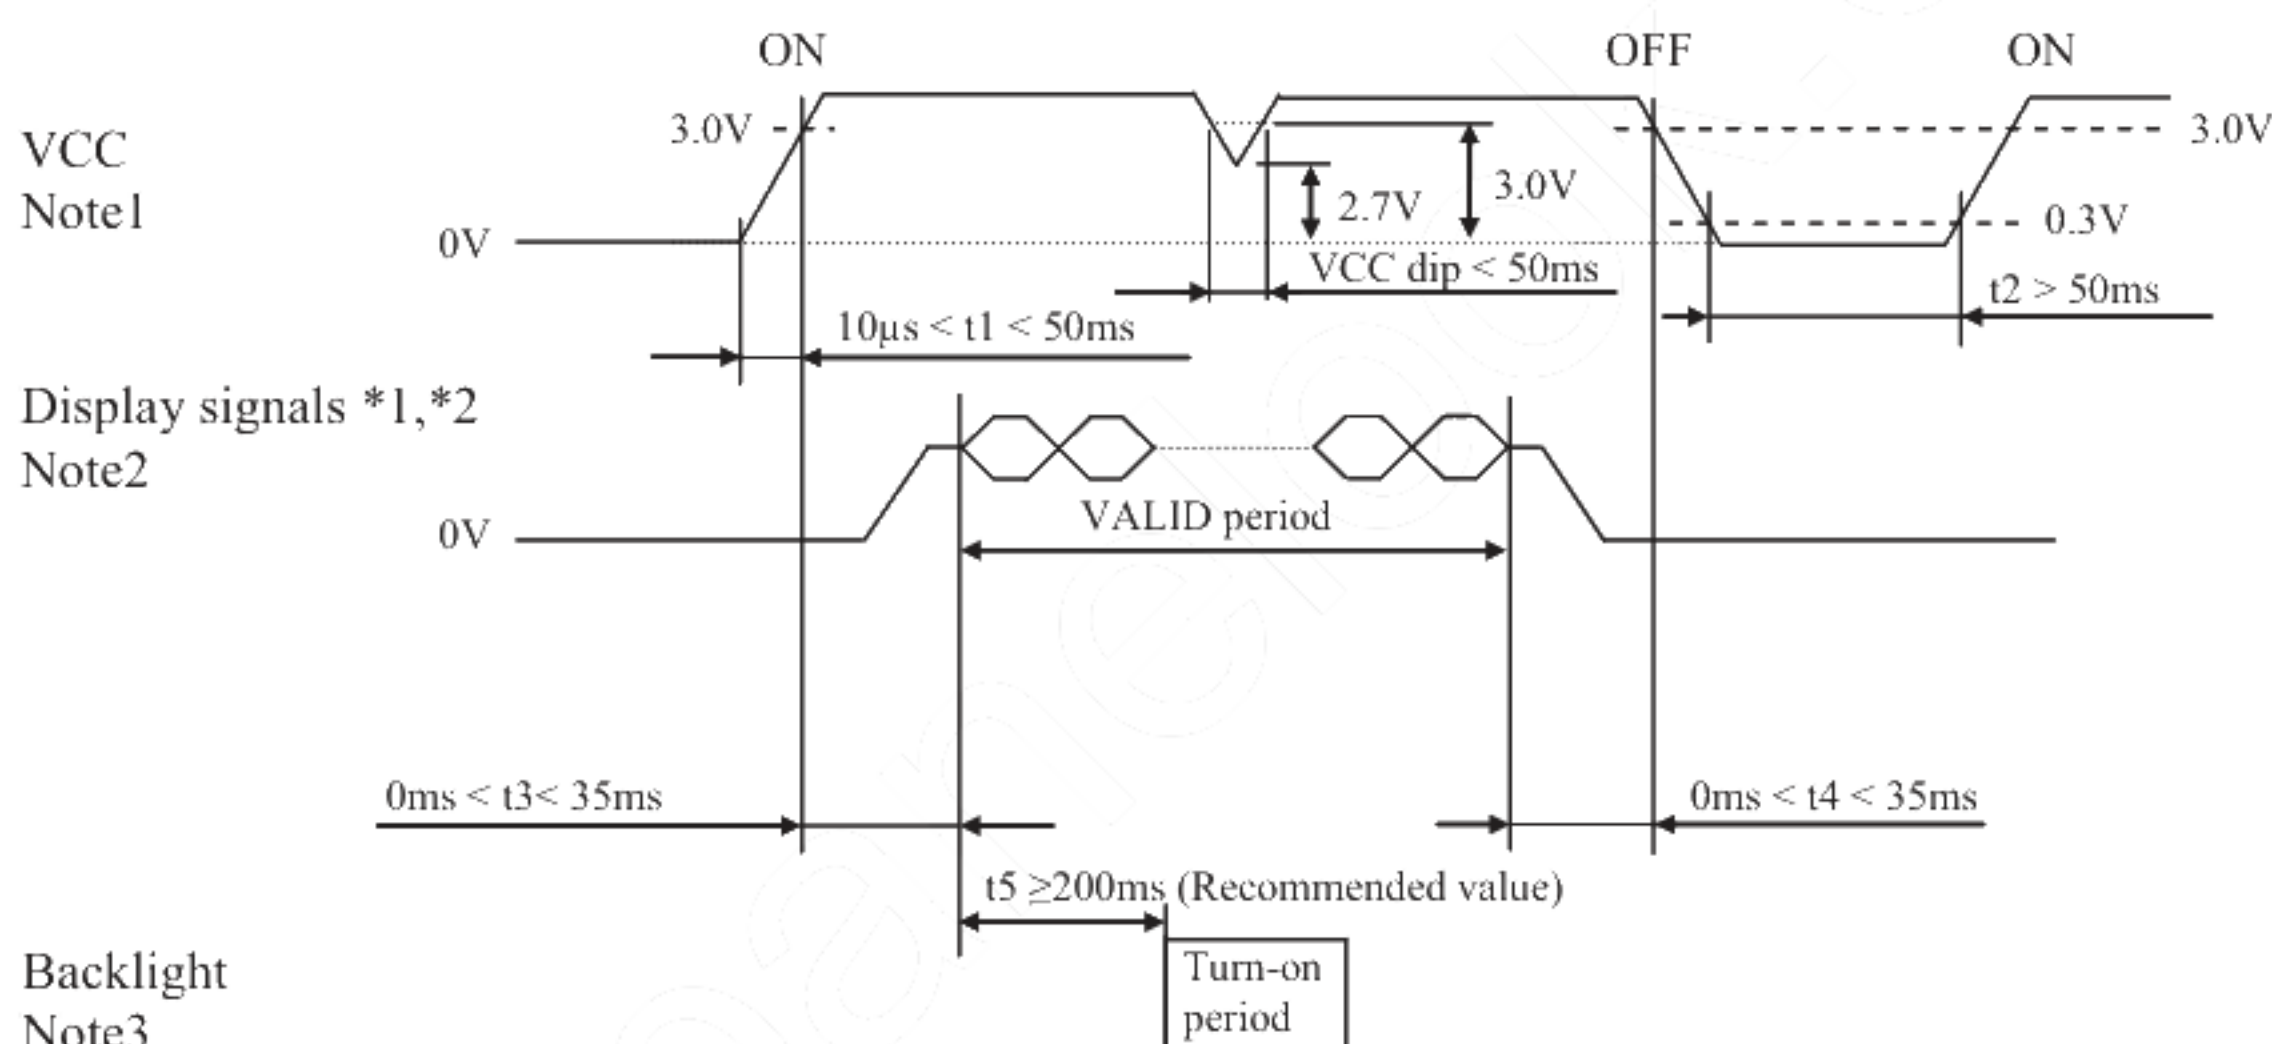 ON
OFF
ON
3.0V
3.0V
VCC
Note1
3.0V
2.7V
0V
0.3V
VCC dip < 50ms
t2 > 50ms
10µs < t1 < 50ms
Display signals *1,*2
Note2
VALID period
0V
0ms < t3< 35ms
0ms < t4 < 35ms
t5 ≥200ms (Recommended value)
Backlight
Turn-on
period
Note3